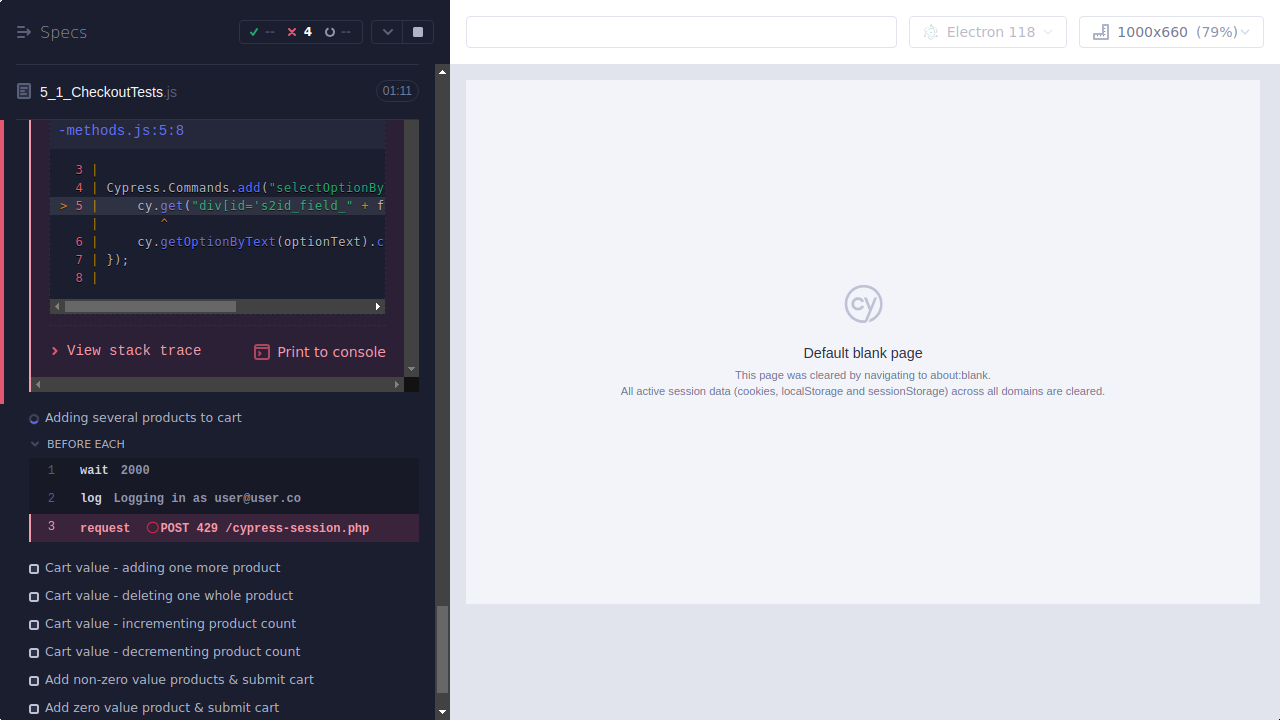 Specs
-- 4 --
5_1_CheckoutTests.js 01:11
-methods.js:5:8
3 |
4 | Cypress.Commands.add("selectOptionBy
> 5 | cy.get("div[id='s2id_field_" + f
| ^
6 | cy.getOptionByText(optionText).c
7 | });
8 |
View stack trace Print to console
Adding several products to cart
BEFORE EACH
1 wait 2000
2 log Logging in as user@user.co
3 request POST 429 /cypress-session.php
Cart value - adding one more product
Cart value - deleting one whole product
Cart value - incrementing product count
Cart value - decrementing product count
Add non-zero value products & submit cart
Add zero value product & submit cart
Electron 118
1000x660 (79%)
cy
Default blank page
This page was cleared by navigating to about:blank.
All active session data (cookies, localStorage and sessionStorage) across all domains are cleared.